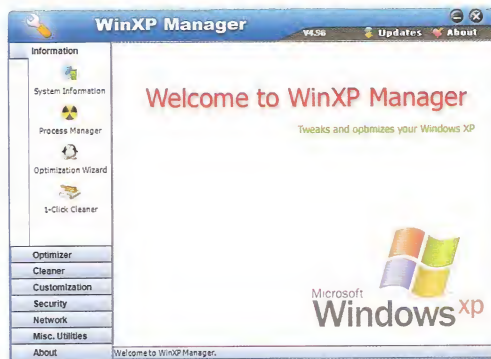 WinXP Manager
V4.96
Updates
About
Information
System Information
Process Manager
Optimization Wizard
1-Click Cleaner
Optimizer
Cleaner
Customization
Security
Network
Misc. Utilities
About
Welcome to WinXP Manager
Tweaks and optimizes your Windows XP
Microsoft
Windows xp
Welcome to WinXP Manager.